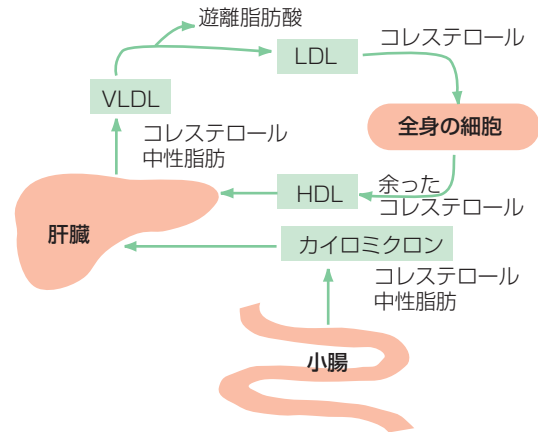 遊離脂肪酸
LDL
コレステロール
VLDL
全身の細胞
コレステロール
中性脂肪
HDL
余った
コレステロール
肝臓
カイロミクロン
コレステロール
中性脂肪
小腸